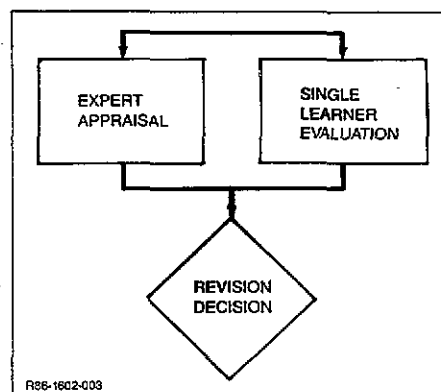 EXPERT
APPRAISAL
SINGLE
LEARNER
EVALUATION
REVISION
DECISION
R86-1602-003